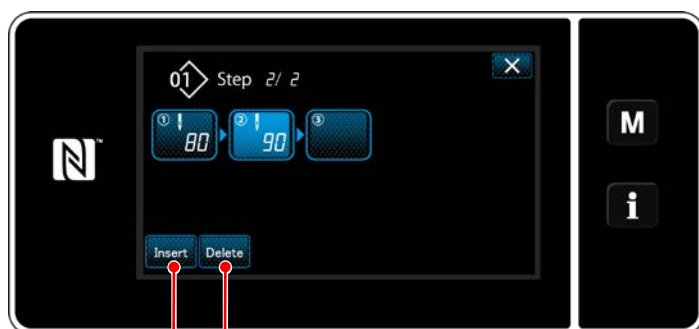 01 Step 2/ 2
① 80 ② 90 ③
M
i
Insert Delete